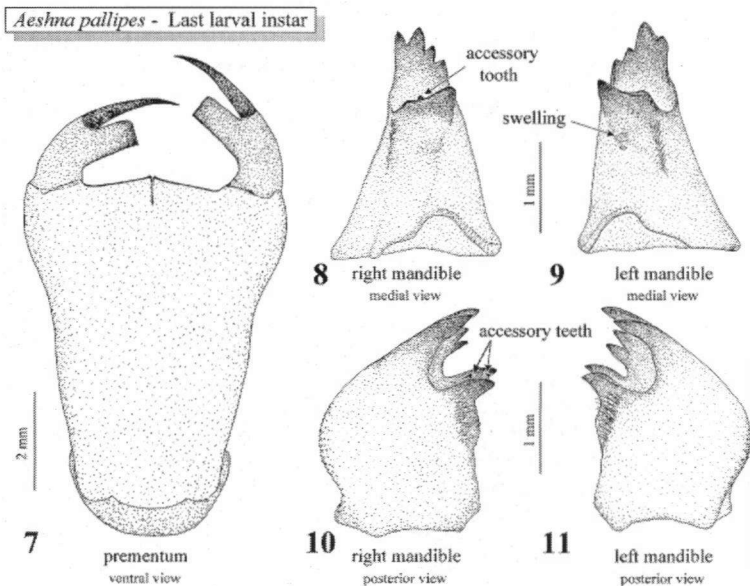 Aeshna pallipes - Last larval instar
accessory
tooth
swelling
1 mm
8
right mandible
medial view
9
left mandible
medial view
2 mm
7
prementum
ventral view
accessory teeth
1 mm
10
right mandible
posterior view
11
left mandible
posterior view